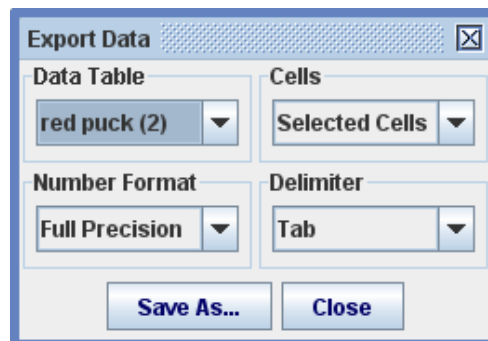 Export Data
Data Table
Cells
red puck (2)
Selected Cells
Number Format
Delimiter
Full Precision
Tab
Save As...
Close